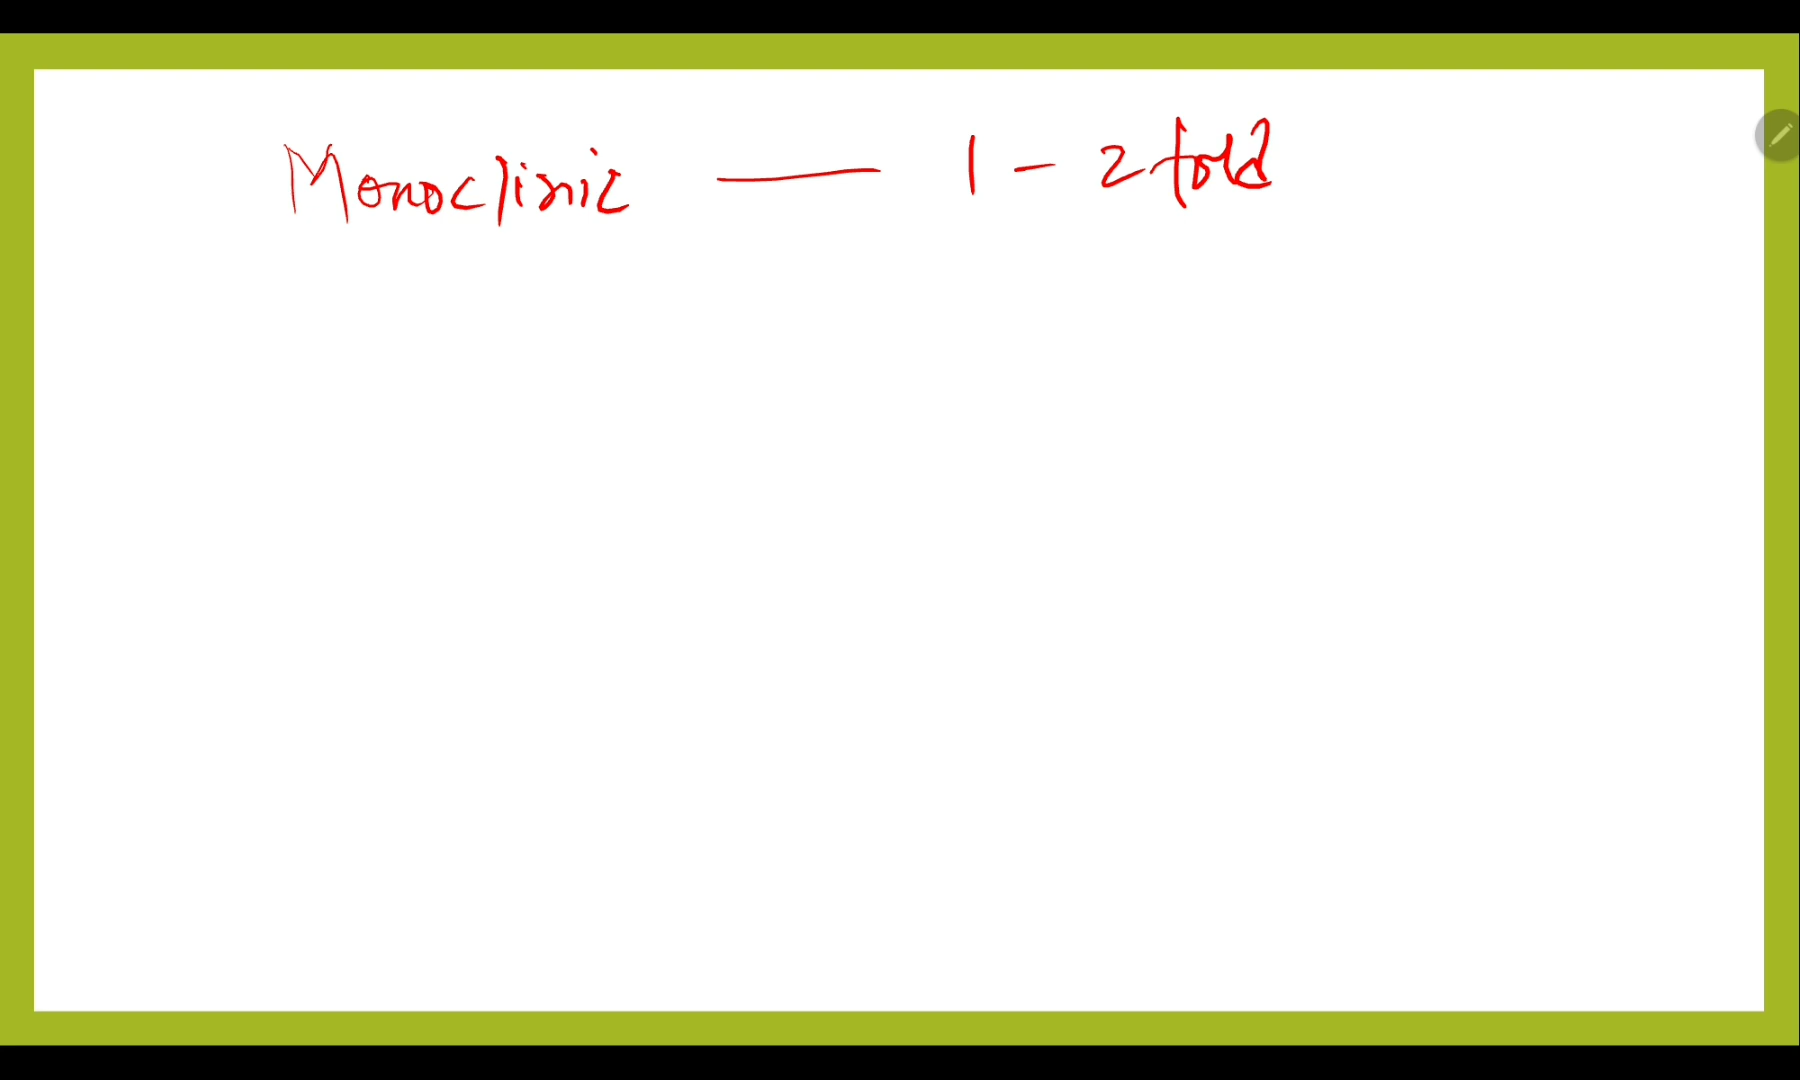 Monoclinic — 1 - 2 fold